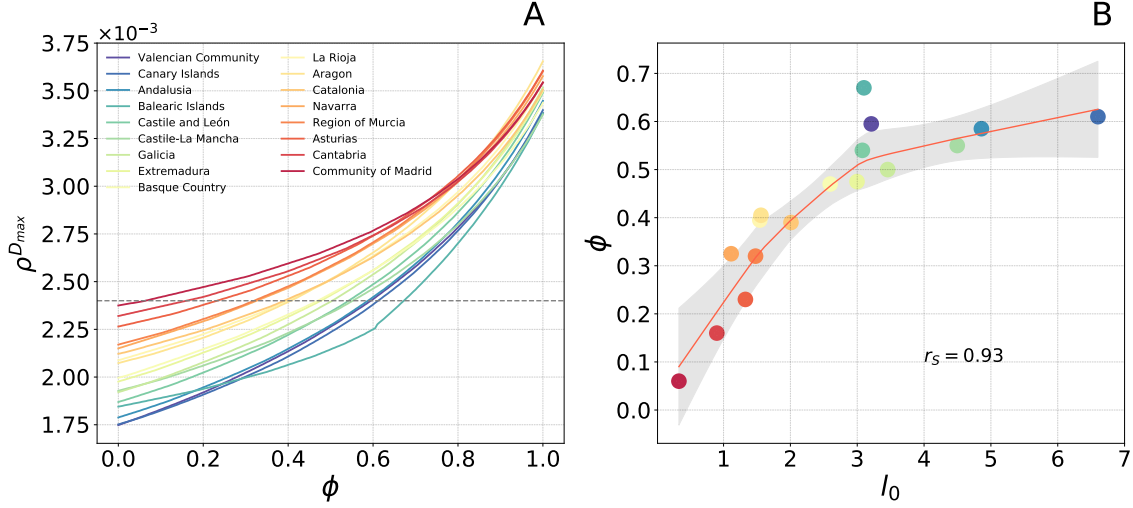 A
×10⁻³
3.75
3.50
3.25
3.00
2.75
2.50
2.25
2.00
1.75
ρ^{D_{max}}
Valencian Community
Canary Islands
Andalusia
Balearic Islands
Castile and León
Castile-La Mancha
Galicia
Extremadura
Basque Country
La Rioja
Aragon
Catalonia
Navarra
Region of Murcia
Asturias
Cantabria
Community of Madrid
0.0 0.2 0.4 0.6 0.8 1.0
ϕ
B
0.7
0.6
0.5
0.4
0.3
0.2
0.1
0.0
ϕ
r_S = 0.93
1 2 3 4 5 6 7
I₀